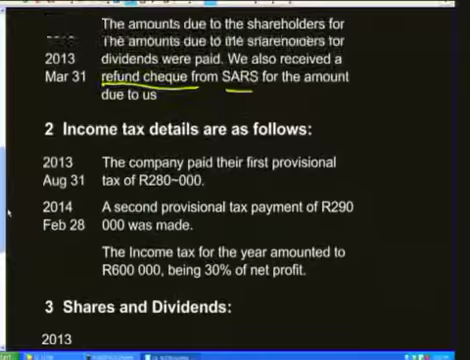 The amounts due to the shareholders for
The amounts due to the shareholders for
2013 dividends were paid. We also received a
Mar 31 refund cheque from SARS for the amount
due to us
2 Income tax details are as follows:
2013 The company paid their first provisional
Aug 31 tax of R280~000.
2014 A second provisional tax payment of R290
Feb 28 000 was made.
The Income tax for the year amounted to
R600 000, being 30% of net profit.
3 Shares and Dividends:
2013